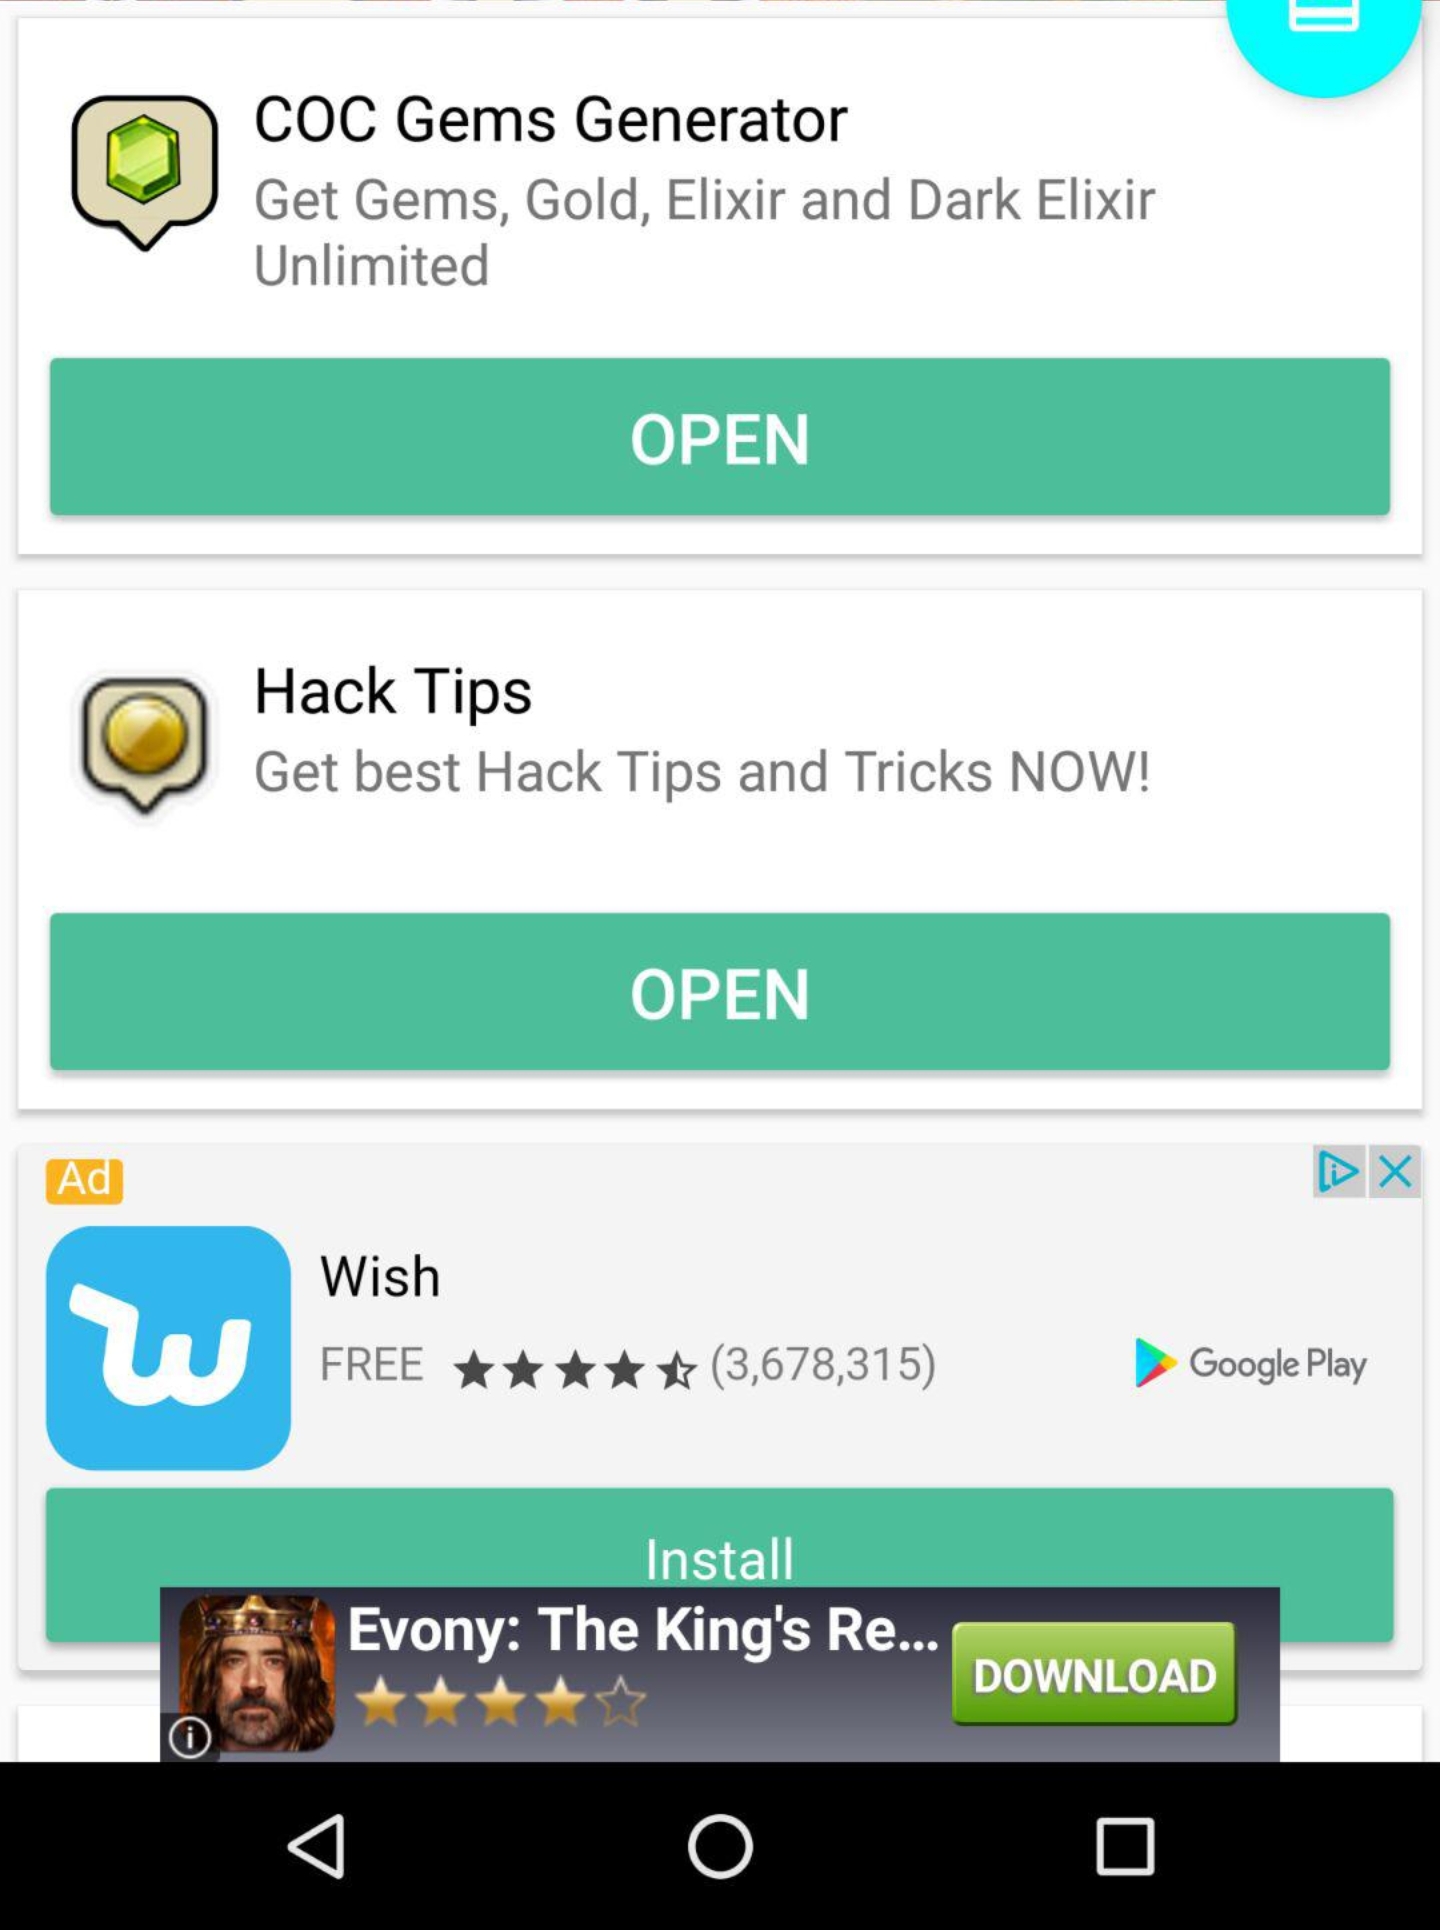 COC Gems Generator
Get Gems, Gold, Elixir and Dark Elixir
Unlimited
OPEN
Hack Tips
Get best Hack Tips and Tricks NOW!
OPEN
Ad
Wish
FREE (3,678,315) Google Play
Install
Evony: The King's Re...
DOWNLOAD